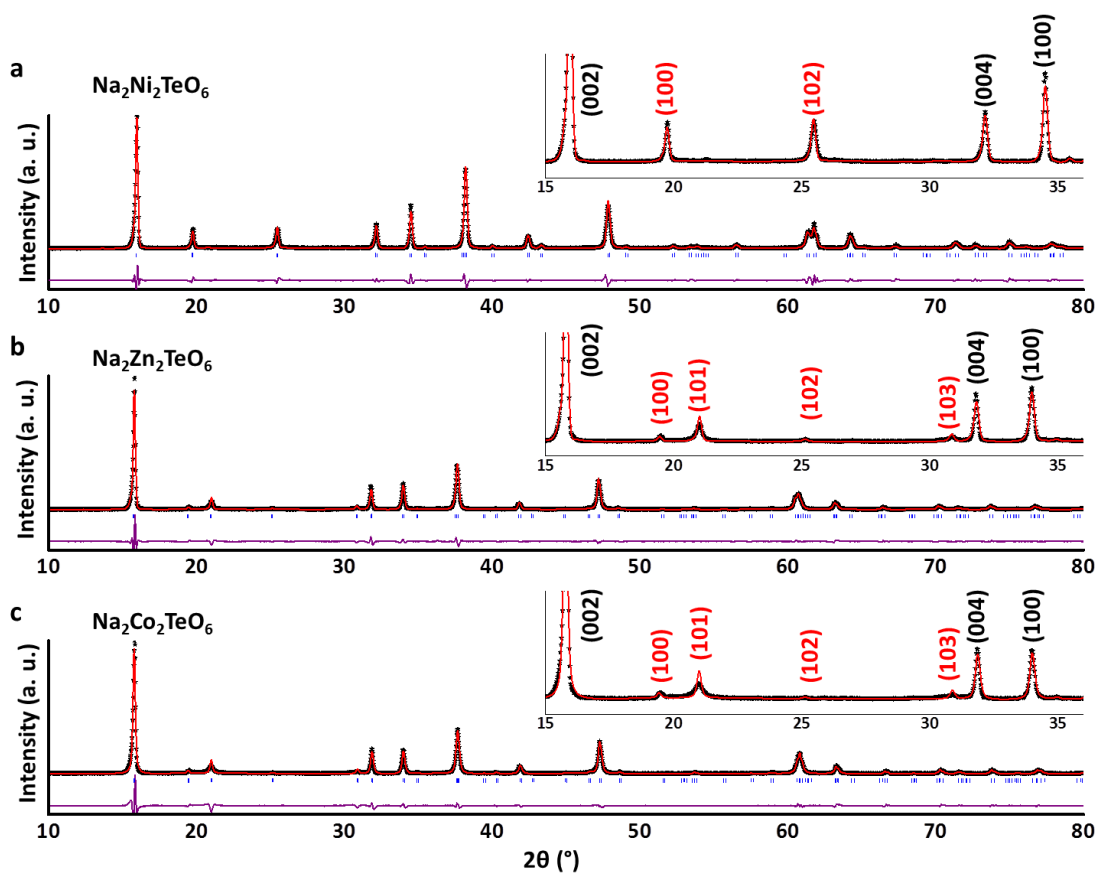 a
Na₂Ni₂TeO₆
Intensity (a. u.)
(002)
(100)
(102)
(004)
(100)
15 20 25 30 35
10 20 30 40 50 60 70 80
b
Na₂Zn₂TeO₆
Intensity (a. u.)
(002)
(100)
(101)
(102)
(103)
(004)
(100)
15 20 25 30 35
10 20 30 40 50 60 70 80
c
Na₂Co₂TeO₆
Intensity (a. u.)
(002)
(100)
(101)
(102)
(103)
(004)
(100)
15 20 25 30 35
10 20 30 40 50 60 70 80
2θ (°)